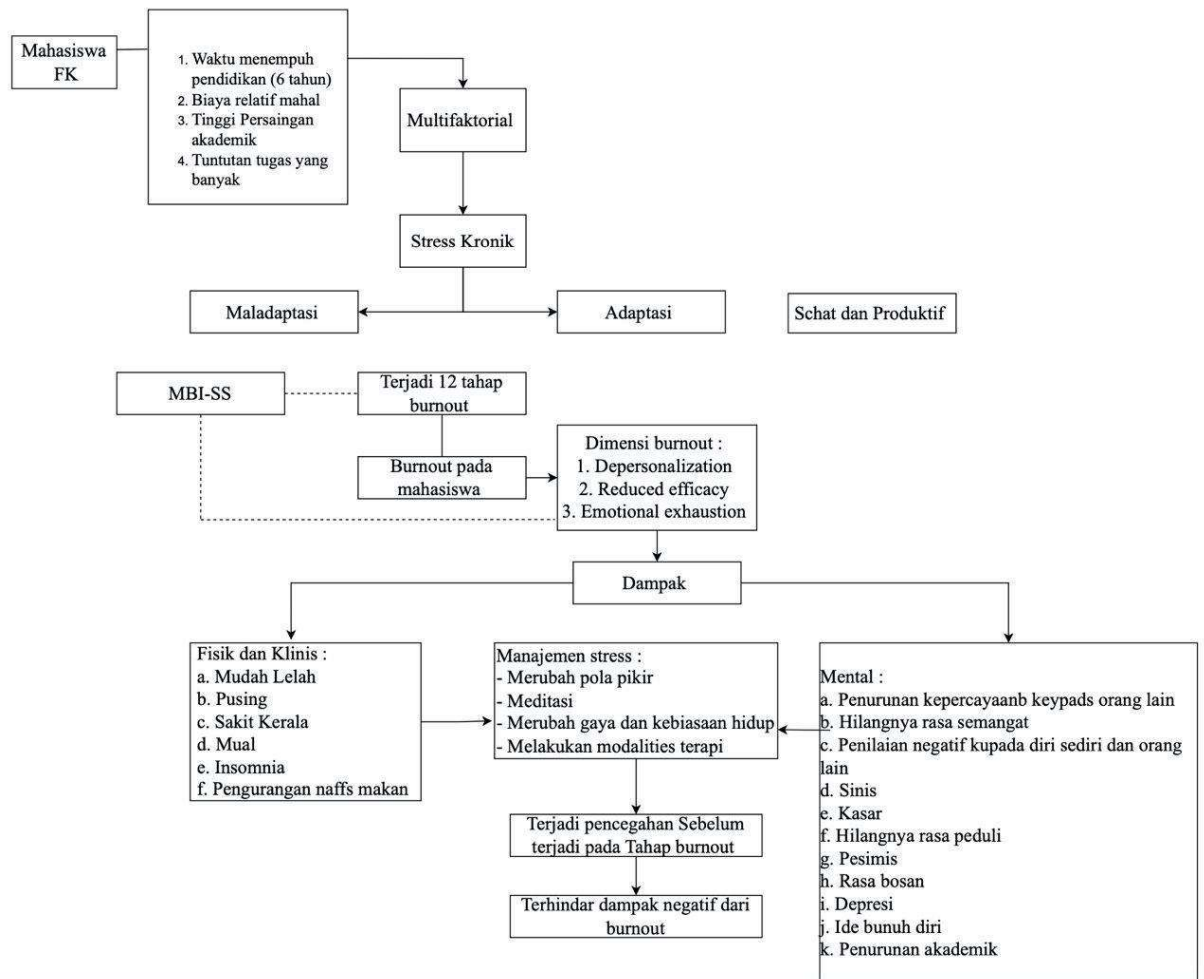 Mahasiswa
FK
1. Waktu menempuh
pendidikan (6 tahun)
2. Biaya relatif mahal
3. Tinggi Persaingan
akademik
4. Tuntutan tugas yang
banyak
Multifaktorial
Stress Kronik
Maladaptasi
Adaptasi
Schat dan Produktif
MBI-SS
Terjadi 12 tahap
burnout
Burnout pada
mahasiswa
Dimensi burnout :
1. Depersonalization
2. Reduced efficacy
3. Emotional exhaustion
Dampak
Fisik dan Klinis :
a. Mudah Lelah
b. Pusing
c. Sakit Kerala
d. Mual
e. Insomnia
f. Pengurangan naffs makan
Manajemen stress :
- Merubah pola pikir
- Meditasi
- Merubah gaya dan kebiasaan hidup
- Melakukan modalities terapi
Terjadi pencegahan Sebelum
terjadi pada Tahap burnout
Terhindar dampak negatif dari
burnout
Mental :
a. Penurunan kepercayaanb keypads orang lain
b. Hilangnya rasa semangat
c. Penilaian negatif kupada diri sediri dan orang
lain
d. Sinis
e. Kasar
f. Hilangnya rasa peduli
g. Pesimis
h. Rasa bosan
i. Depresi
j. Ide bunuh diri
k. Penurunan akademik